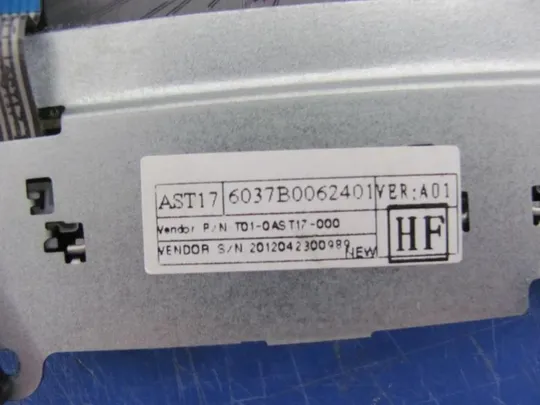 AST17 6037B0062401 VER:A01
Vendor P/N T01-0AST17-000
VENDOR S/N 2012042300989 NEW
HF